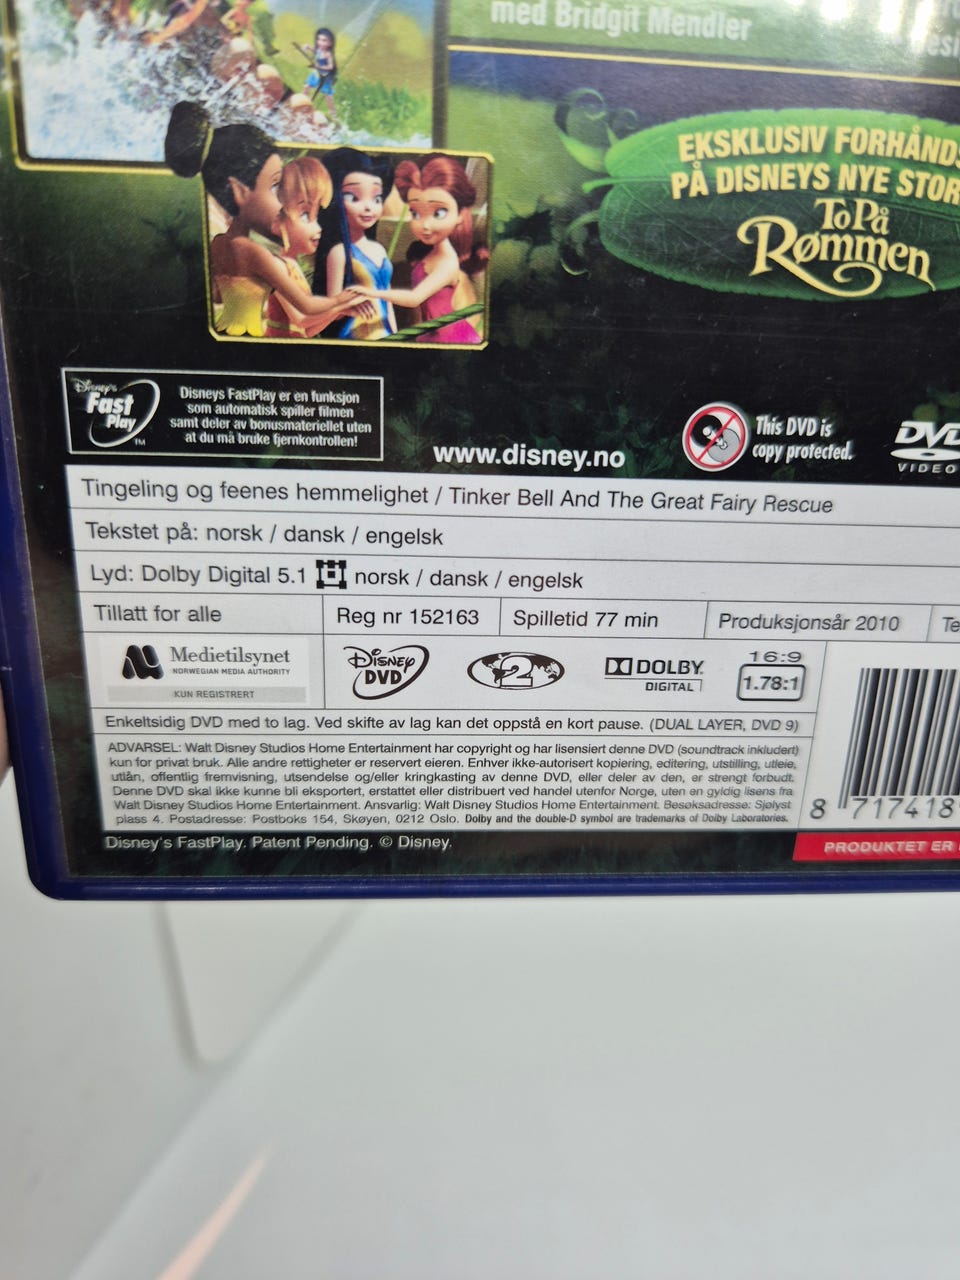 med Bridgit Mendler
EKSKLUSIV FORHÅNDS
PÅ DISNEYS NYE STOR
To På
Rømmen
Disney's
Fast
Play
TM
Disneys FastPlay er en funksjon
som automatisk spiller filmen
samt deler av bonusmateriellet uten
at du må bruke fjernkontrollen!
www.disney.no
This DVD is
copy protected.
DVD
VIDEO
Tingeling og feenes hemmelighet / Tinker Bell And The Great Fairy Rescue
Tekstet på: norsk / dansk / engelsk
Lyd: Dolby Digital 5.1 norsk / dansk / engelsk
Tillatt for alle
Reg nr 152163
Spilletid 77 min
Produksjonsår 2010
Te
Medietilsynet
NORWEGIAN MEDIA AUTHORITY
KUN REGISTRERT
DISNEY
DVD
2
DOLBY
DIGITAL
16:9
1.78:1
Enkeltsidig DVD med to lag. Ved skifte av lag kan det oppstå en kort pause. (DUAL LAYER, DVD 9)
ADVARSEL: Walt Disney Studios Home Entertainment har copyright og har lisensiert denne DVD (soundtrack inkludert)
kun for privat bruk. Alle andre rettigheter er reservert eieren. Enhver ikke-autorisert kopiering, editering, utstilling, utleie,
utlån, offentlig fremvisning, utsendelse og/eller kringkasting av denne DVD, eller deler av den, er strengt forbudt.
Denne DVD skal ikke kunne bli eksportert, erstattet eller distribuert ved handel utenfor Norge, uten en gyldig lisens fra
Walt Disney Studios Home Entertainment. Ansvarlig: Walt Disney Studios Home Entertainment. Besøksadresse: Sjølyst
plass 4. Postadresse: Postboks 154, Skøyen, 0212 Oslo. Dolby and the double-D symbol are trademarks of Dolby Laboratories.
8 717418
Disney's FastPlay. Patent Pending. © Disney.
PRODUKTET ER